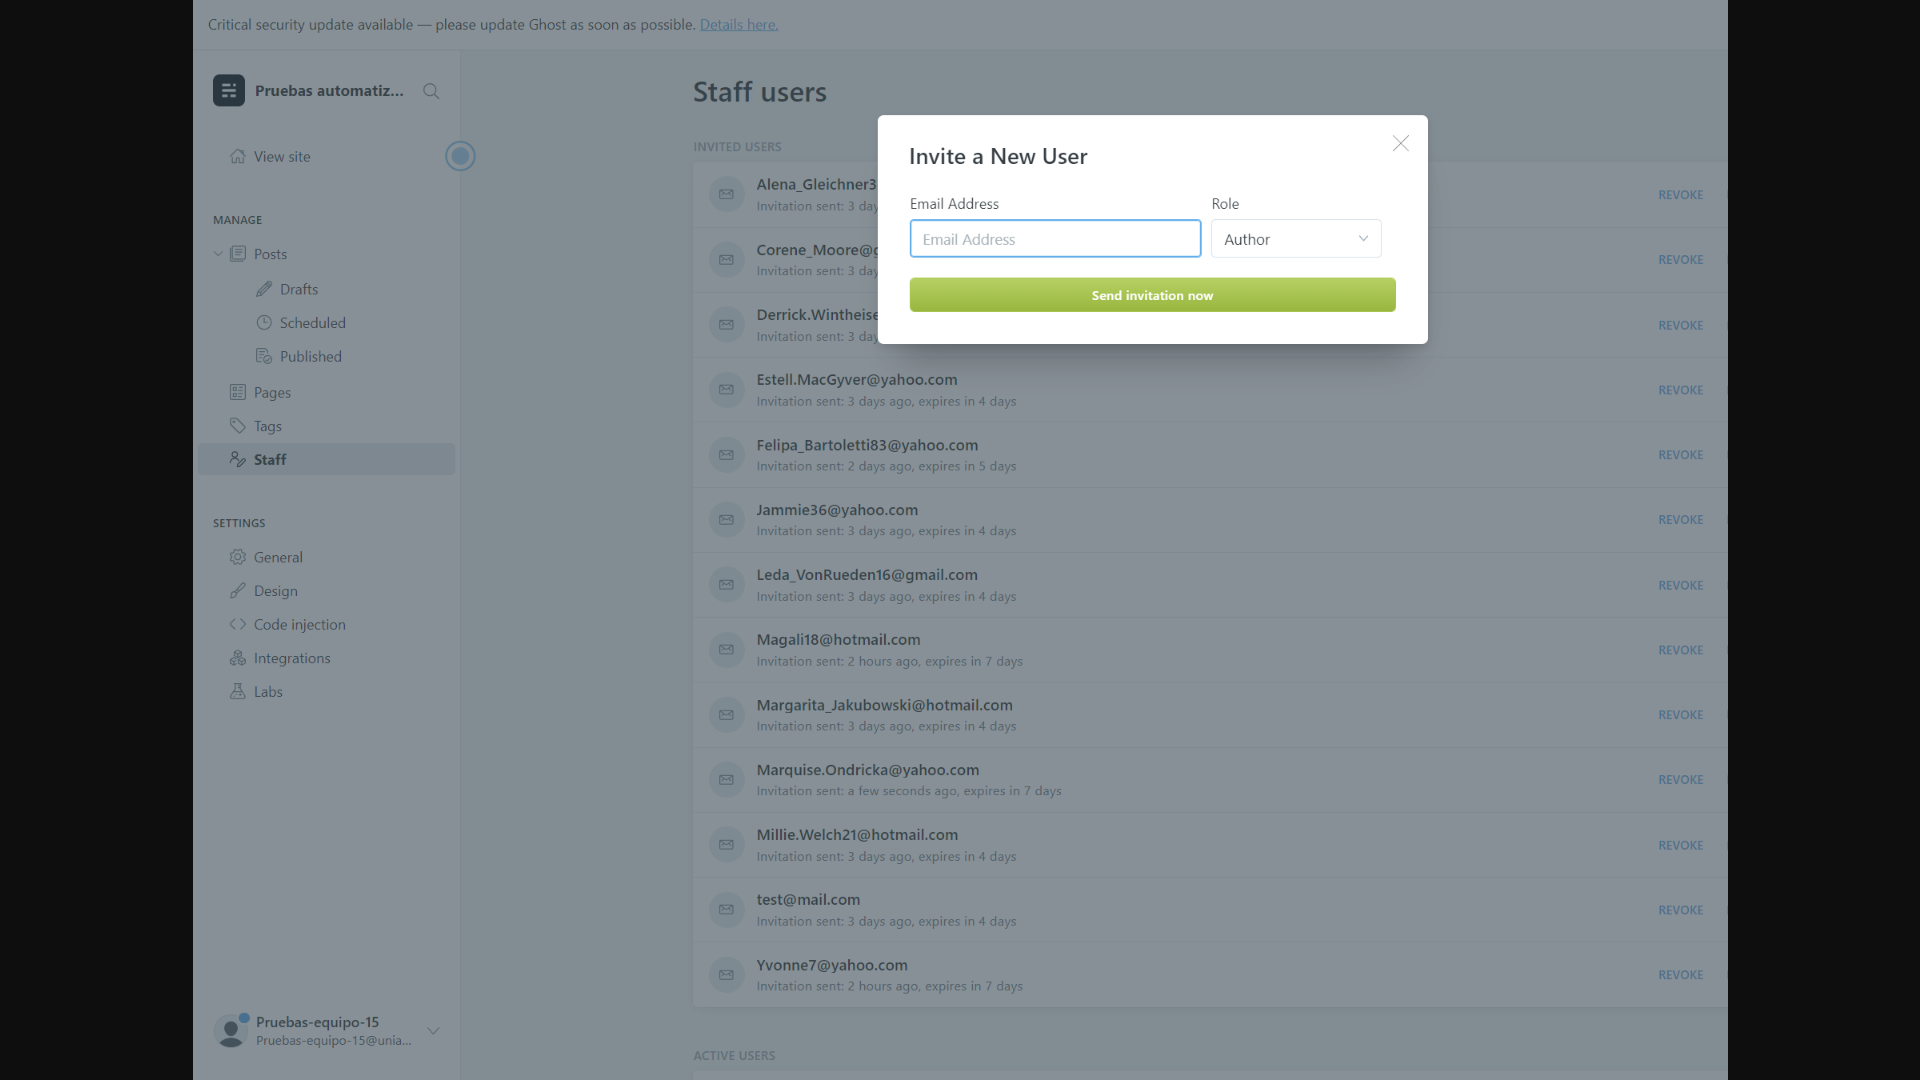 Critical security update available — please update Ghost as soon as possible. Details here.
Pruebas automatiz...
View site
MANAGE
Posts
Drafts
Scheduled
Published
Pages
Tags
Staff
SETTINGS
General
Design
Code injection
Integrations
Labs
Pruebas-equipo-15
Pruebas-equipo-15@unia...
Staff users
INVITED USERS
Alena_Gleichner3
Invitation sent: 3 day
REVOKE
Corene_Moore@g
Invitation sent: 3 day
REVOKE
Derrick.Wintheise
Invitation sent: 3 day
REVOKE
Estell.MacGyver@yahoo.com
Invitation sent: 3 days ago, expires in 4 days
REVOKE
Felipa_Bartoletti83@yahoo.com
Invitation sent: 2 days ago, expires in 5 days
REVOKE
Jammie36@yahoo.com
Invitation sent: 3 days ago, expires in 4 days
REVOKE
Leda_VonRueden16@gmail.com
Invitation sent: 3 days ago, expires in 4 days
REVOKE
Magali18@hotmail.com
Invitation sent: 2 hours ago, expires in 7 days
REVOKE
Margarita_Jakubowski@hotmail.com
Invitation sent: 3 days ago, expires in 4 days
REVOKE
Marquise.Ondricka@yahoo.com
Invitation sent: a few seconds ago, expires in 7 days
REVOKE
Millie.Welch21@hotmail.com
Invitation sent: 3 days ago, expires in 4 days
REVOKE
test@mail.com
Invitation sent: 3 days ago, expires in 4 days
REVOKE
Yvonne7@yahoo.com
Invitation sent: 2 hours ago, expires in 7 days
REVOKE
ACTIVE USERS
Invite a New User
Email Address
Role
Email Address
Author
Send invitation now